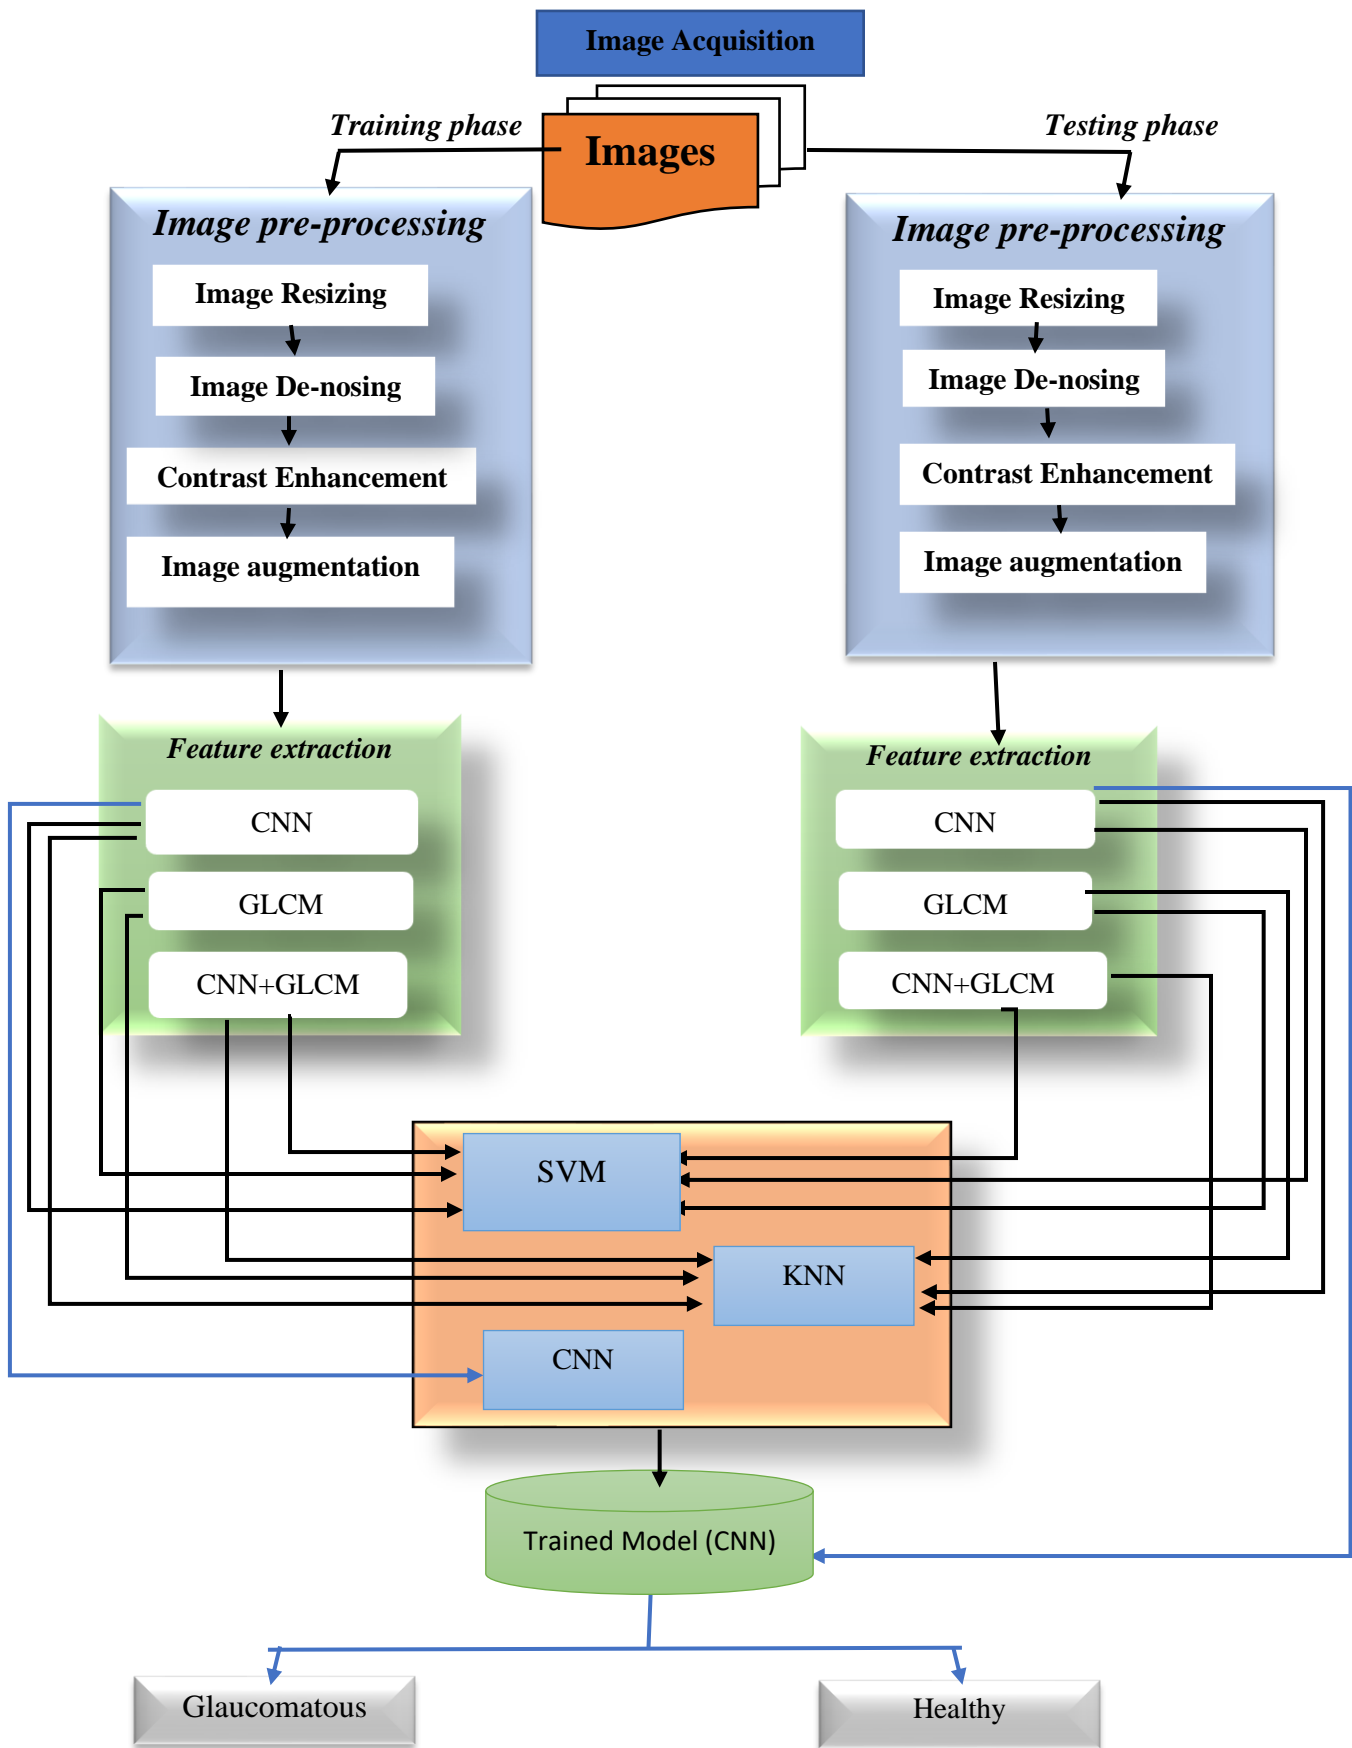 Image Acquisition
Training phase
Images
Testing phase
Image pre-processing
Image Resizing
Image De-nosing
Contrast Enhancement
Image augmentation
Image pre-processing
Image Resizing
Image De-nosing
Contrast Enhancement
Image augmentation
Feature extraction
CNN
GLCM
CNN+GLCM
Feature extraction
CNN
GLCM
CNN+GLCM
SVM
KNN
CNN
Trained Model (CNN)
Glaucomatous
Healthy